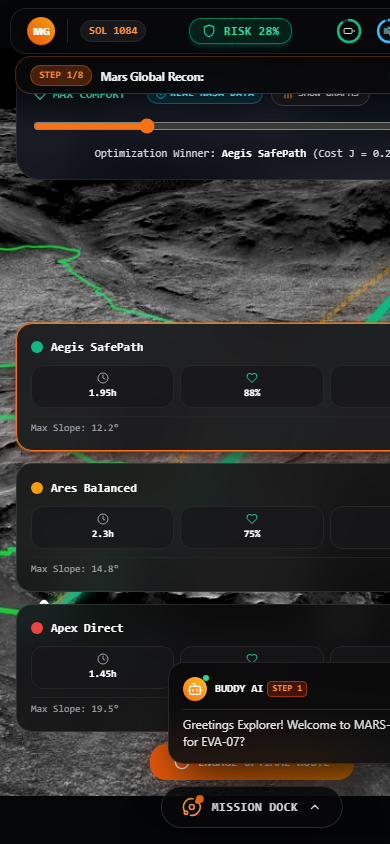 MG
SOL 1084
RISK 28%
STEP 1/8
Mars Global Recon:
MAX COMFORT
REAL NASA DATA
SHOW GRAPHS
Optimization Winner: Aegis SafePath (Cost J = 0.2
Aegis SafePath
1.95h
88%
Max Slope: 12.2°
Ares Balanced
2.3h
75%
Max Slope: 14.8°
Apex Direct
1.45h
Max Slope: 19.5°
BUDDY AI
STEP 1
Greetings Explorer! Welcome to MARS-
for EVA-07?
ENGAGE OPTIMAL ROUTE
MISSION DOCK